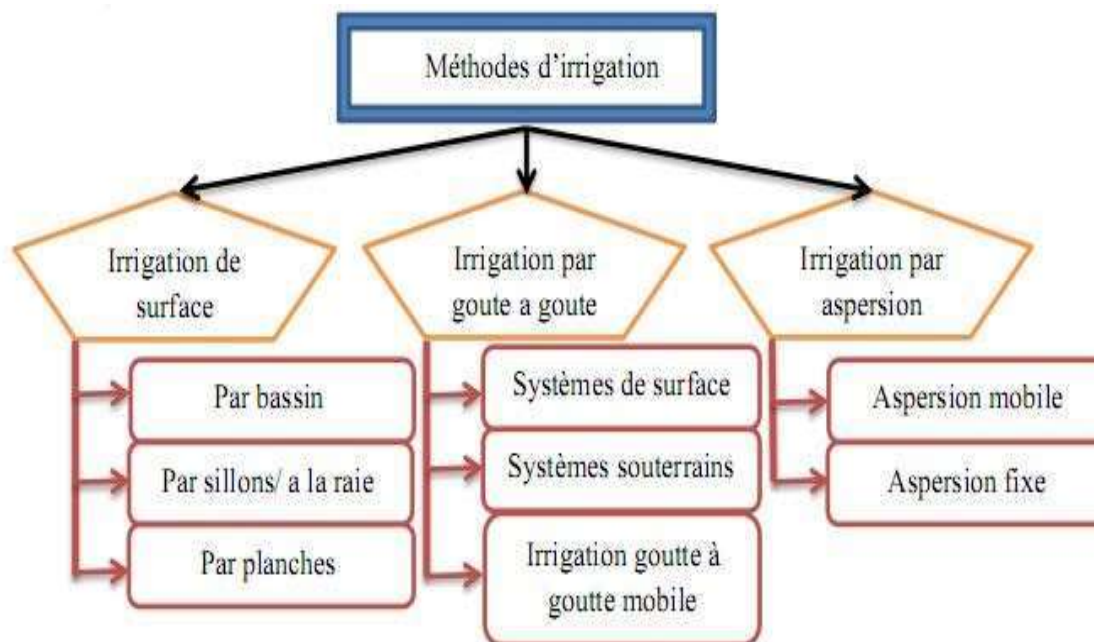 Méthodes d'irrigation
Irrigation de
surface
Par bassin
Par sillons/ a la raie
Par planches
Irrigation par
goute a goute
Systèmes de surface
Systèmes souterrains
Irrigation goutte à
goutte mobile
Irrigation par
aspersion
Aspersion mobile
Aspersion fixe